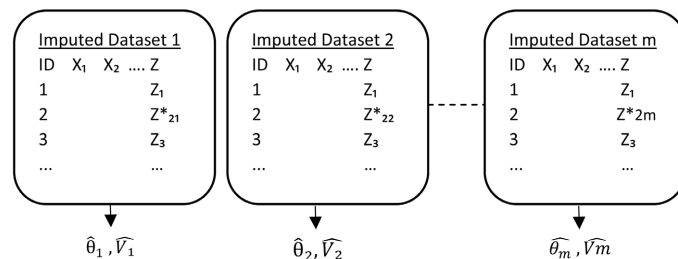 Imputed Dataset 1
ID X₁ X₂ .... Z
1 Z₁
2 Z*₂₁
3 Z₃
... ...
θ̂₁ , V̂₁
Imputed Dataset 2
ID X₁ X₂ .... Z
1 Z₁
2 Z*₂₂
3 Z₃
... ...
θ̂₂, V̂₂
Imputed Dataset m
ID X₁ X₂ .... Z
1 Z₁
2 Z*2m
3 Z₃
... ...
θ̂ₘ , V̂m